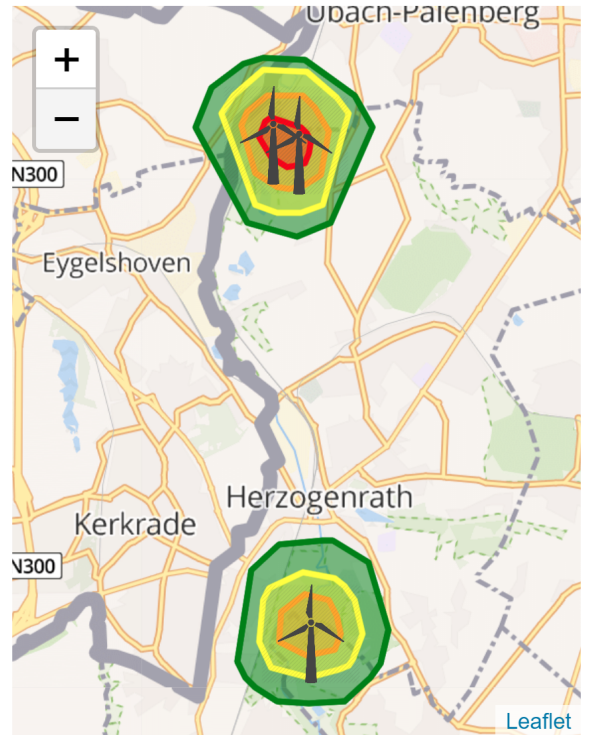 Übach-Palenberg
+
−
N300
Eygelshoven
Herzogenrath
Kerkrade
N300
Leaflet